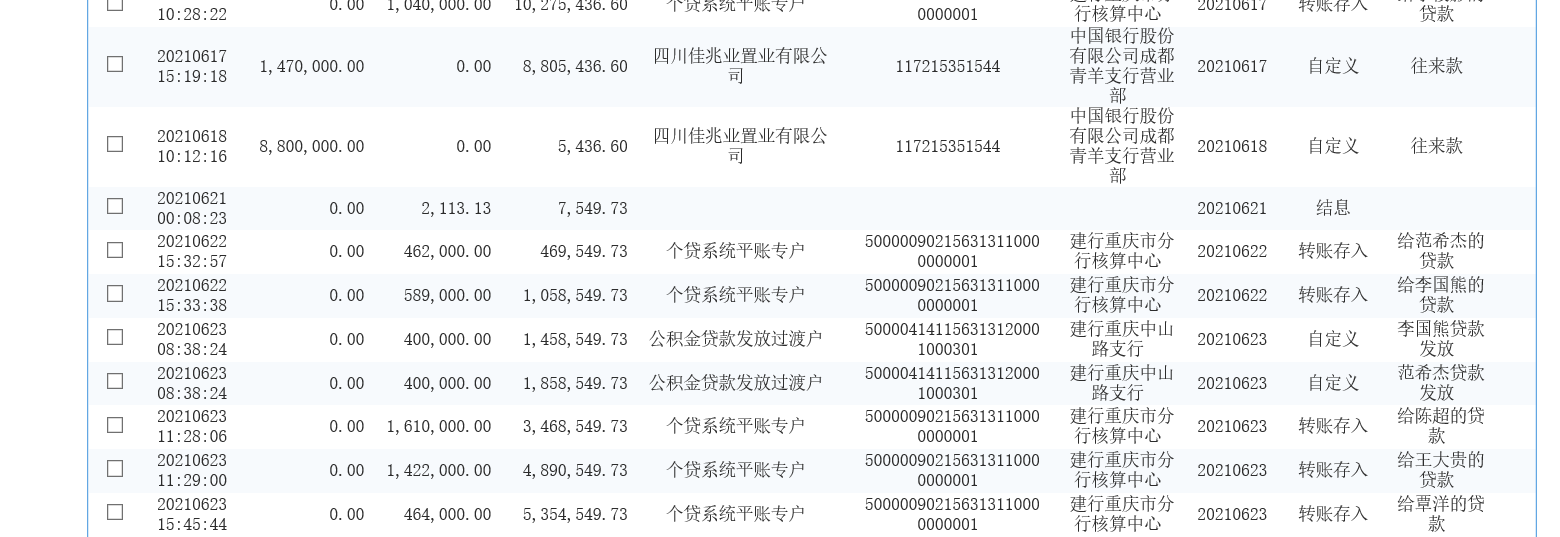 10:28:22 0.00 1,040,000.00 10,275,436.60 个贷系统平账专户 0000001 行核算中心 20210617 转账存入 贷款
中国银行股份
20210617 四川佳兆业置业有限公 有限公司成都
1,470,000.00 0.00 8,805,436.60 117215351544 20210617 自定义 往来款
15:19:18 司 青羊支行营业
部
中国银行股份
20210618 四川佳兆业置业有限公 有限公司成都
8,800,000.00 0.00 5,436.60 117215351544 20210618 自定义 往来款
10:12:16 司 青羊支行营业
部
20210621
0.00 2,113.13 7,549.73 20210621 结息
00:08:23
20210622 50000090215631311000 建行重庆市分 给范希杰的
0.00 462,000.00 469,549.73 个贷系统平账专户 20210622 转账存入
15:32:57 0000001 行核算中心 贷款
20210622 50000090215631311000 建行重庆市分 给李国熊的
0.00 589,000.00 1,058,549.73 个贷系统平账专户 20210622 转账存入
15:33:38 0000001 行核算中心 贷款
20210623 50000414115631312000 建行重庆中山 李国熊贷款
0.00 400,000.00 1,458,549.73 公积金贷款发放过渡户 20210623 自定义
08:38:24 1000301 路支行 发放
20210623 50000414115631312000 建行重庆中山 范希杰贷款
0.00 400,000.00 1,858,549.73 公积金贷款发放过渡户 20210623 自定义
08:38:24 1000301 路支行 发放
20210623 50000090215631311000 建行重庆市分 给陈超的贷
0.00 1,610,000.00 3,468,549.73 个贷系统平账专户 20210623 转账存入
11:28:06 0000001 行核算中心 款
20210623 50000090215631311000 建行重庆市分 给王大贵的
0.00 1,422,000.00 4,890,549.73 个贷系统平账专户 20210623 转账存入
11:29:00 0000001 行核算中心 贷款
20210623 50000090215631311000 建行重庆市分 给覃洋的贷
0.00 464,000.00 5,354,549.73 个贷系统平账专户 20210623 转账存入
15:45:44 0000001 行核算中心 款